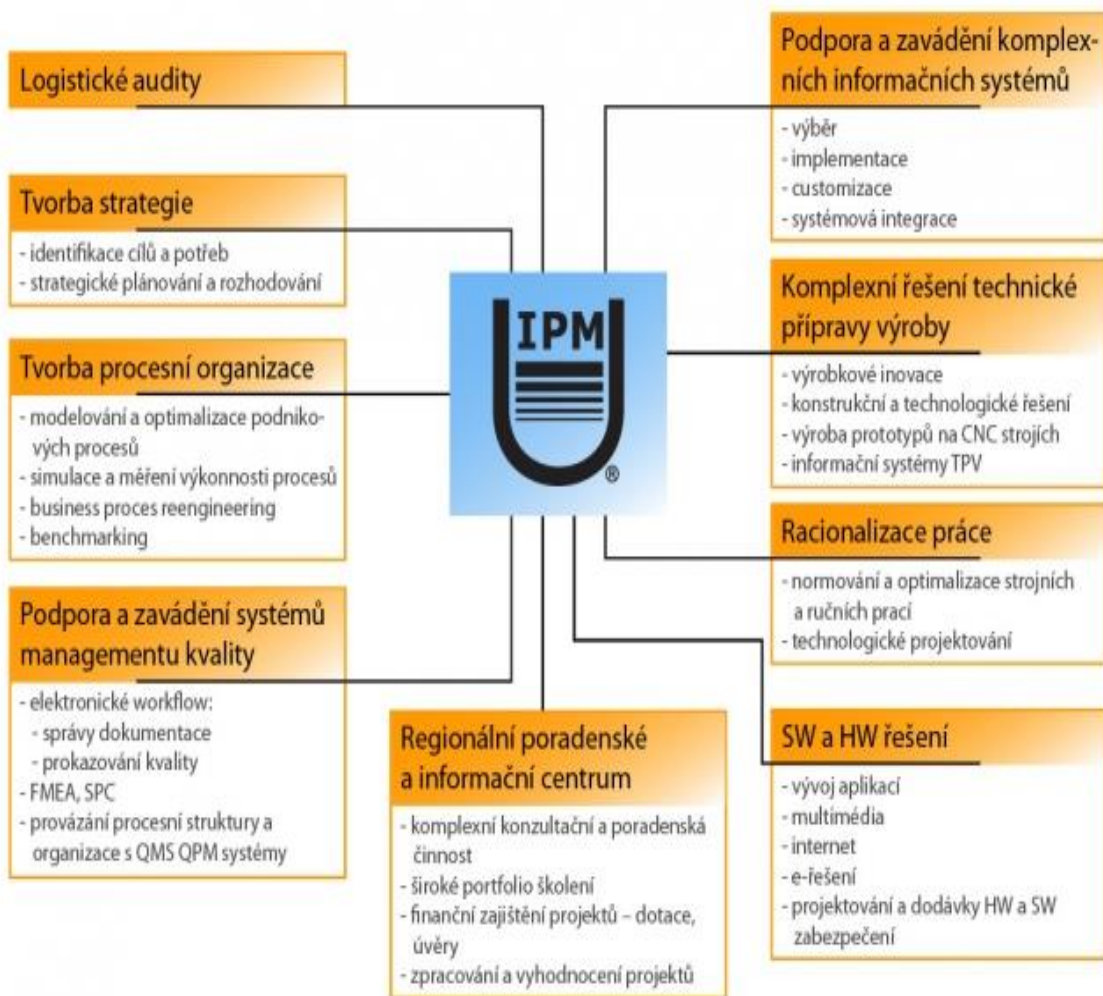 Logistické audity
Tvorba strategie
- identifikace cílů a potřeb
- strategické plánování a rozhodování
Tvorba procesní organizace
- modelování a optimalizace podniko-
vých procesů
- simulace a měření výkonnosti procesů
- business proces reengineering
- benchmarking
Podpora a zavádění systémů
managementu kvality
- elektronické workflow:
- správy dokumentace
- prokazování kvality
- FMEA, SPC
- provázání procesní struktury a
organizace s QMS QPM systémy
IPM
®
Regionální poradenské
a informační centrum
- komplexní konzultační a poradenská
činnost
- široké portfolio školení
- finanční zajištění projektů – dotace,
úvěry
- zpracování a vyhodnocení projektů
Podpora a zavádění komplex-
ních informačních systémů
- výběr
- implementace
- customizace
- systémová integrace
Komplexní řešení technické
přípravy výroby
- výrobkové inovace
- konstrukční a technologické řešení
- výroba prototypů na CNC strojích
- informační systémy TPV
Racionalizace práce
- normování a optimalizace strojních
a ručních prací
- technologické projektování
SW a HW řešení
- vývoj aplikací
- multimédia
- internet
- e-řešení
- projektování a dodávky HW a SW
zabezpečení